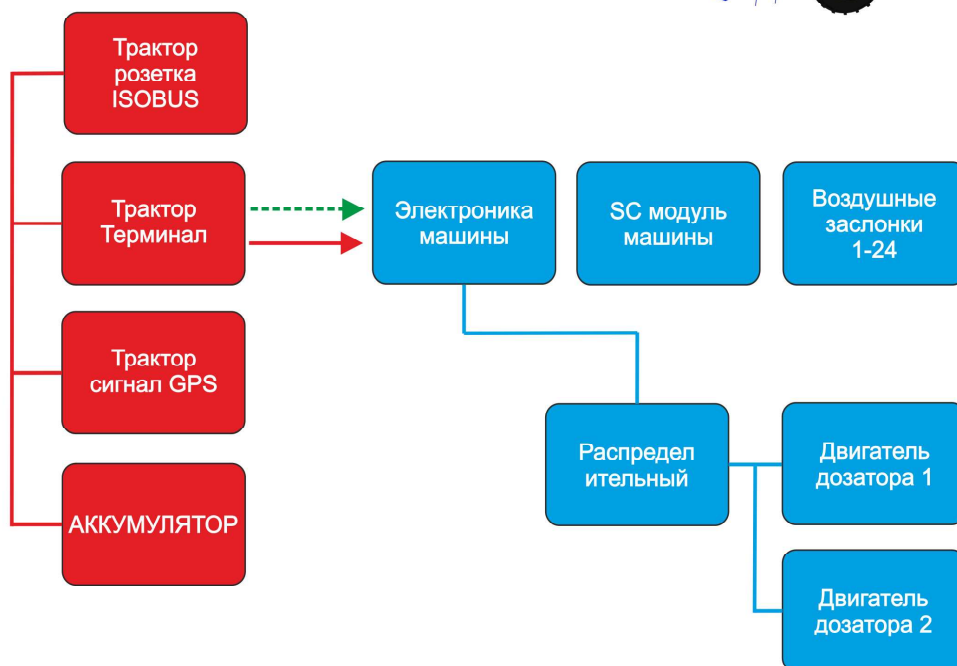 Трактор
розетка
ISOBUS
Трактор
Терминал
Электроника
машины
SC модуль
машины
Воздушные
заслонки
1-24
Трактор
сигнал GPS
Распредел
ительный
Двигатель
дозатора 1
АККУМУЛЯТОР
Двигатель
дозатора 2